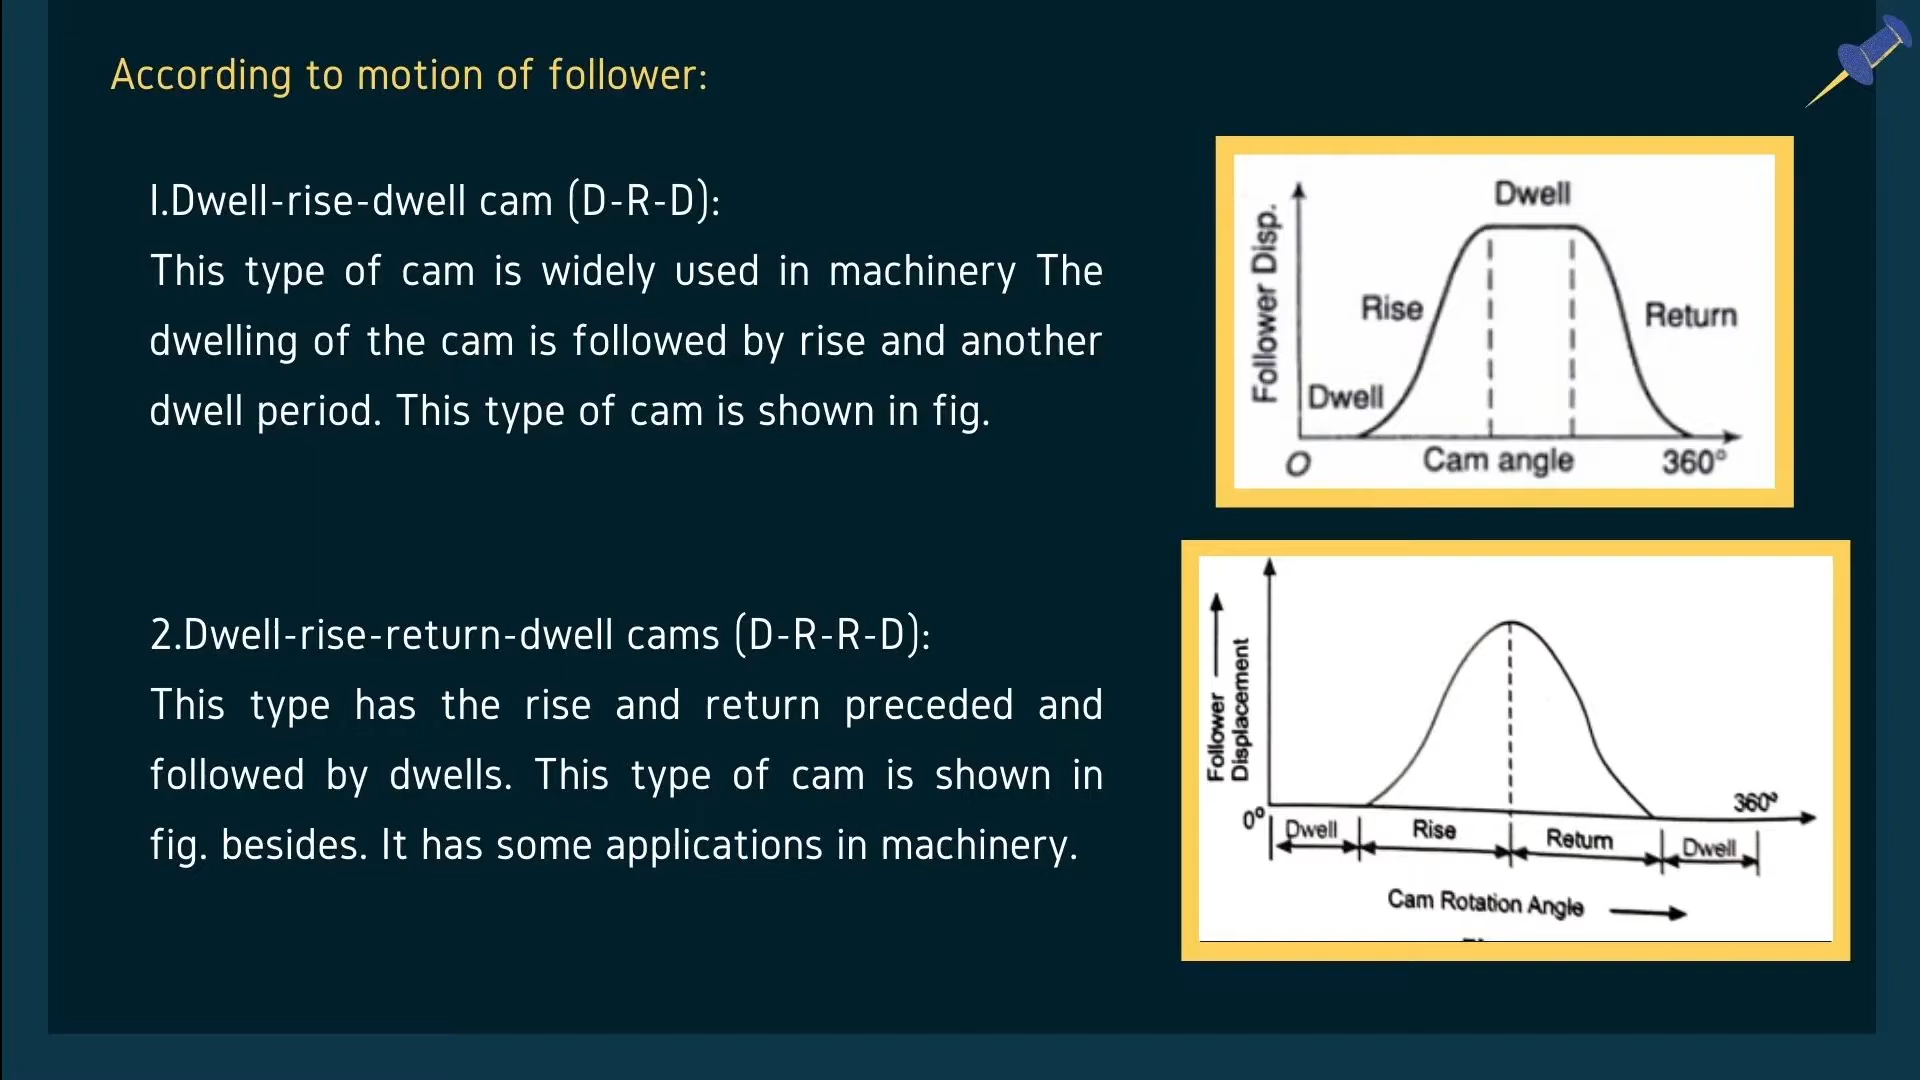 According to motion of follower:
1.Dwell-rise-dwell cam (D-R-D):
This type of cam is widely used in machinery The
dwelling of the cam is followed by rise and another
dwell period. This type of cam is shown in fig.
Dwell
Follower Disp.
Rise
Return
Dwell
O
Cam angle
360°
2.Dwell-rise-return-dwell cams (D-R-R-D):
This type has the rise and return preceded and
followed by dwells. This type of cam is shown in
fig. besides. It has some applications in machinery.
Follower
Displacement
0°
360°
Dwell
Rise
Return
Dwell
Cam Rotation Angle